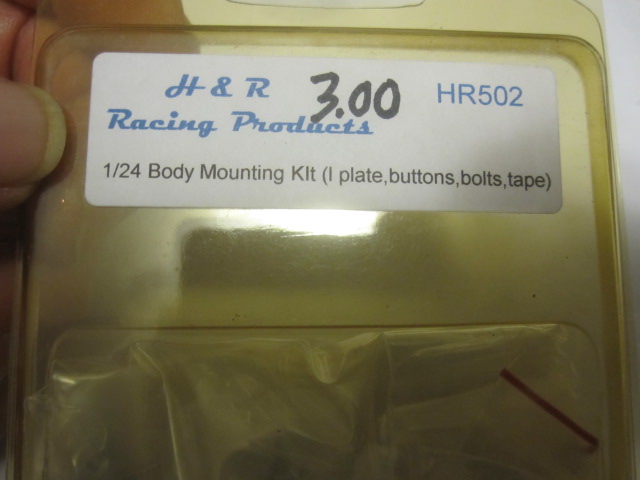 H & R 3.00 HR502
Racing Products
1/24 Body Mounting KIt (I plate,buttons,bolts,tape)